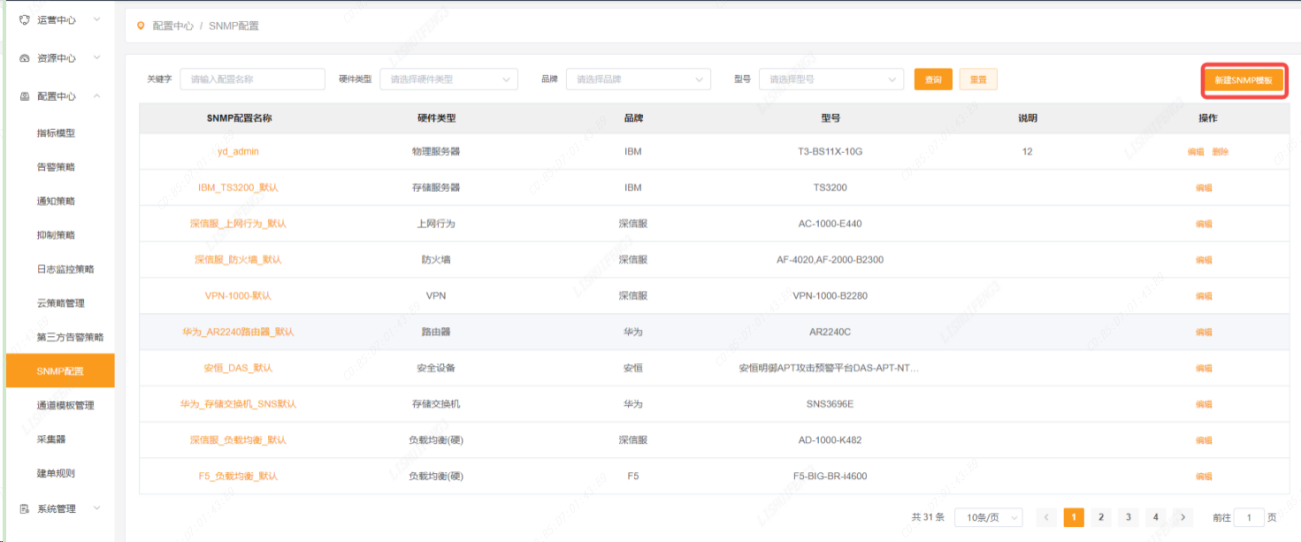 运营中心
配置中心 / SNMP配置
资源中心
关键字 请输入配置名称 硬件类型 请选择硬件类型 品牌 请选择品牌 型号 请选择型号 查询 重置 新建SNMP模板
配置中心
SNMP配置名称 硬件类型 品牌 型号 说明 操作
指标模型
yd_admin 物理服务器 IBM T3-BS11X-10G 12 编辑 删除
告警策略
IBM_TS3200_默认 存储服务器 IBM TS3200 编辑
通知策略
深信服_上网行为_默认 上网行为 深信服 AC-1000-E440 编辑
抑制策略
深信服_防火墙_默认 防火墙 深信服 AF-4020,AF-2000-B2300 编辑
日志监控策略
VPN-1000-默认 VPN 深信服 VPN-1000-B2280 编辑
云策略管理
华为_AR2240路由器_默认 路由器 华为 AR2240C 编辑
第三方告警策略
安恒_DAS_默认 安全设备 安恒 安恒明御APT攻击预警平台DAS-APT-NT... 编辑
SNMP配置
华为_存储交换机_SNS默认 存储交换机 华为 SNS3696E 编辑
通道模板管理
深信服_负载均衡_默认 负载均衡(硬) 深信服 AD-1000-K482 编辑
采集器
F5_负载均衡_默认 负载均衡(硬) F5 F5-BIG-BR-i4600 编辑
建单规则
系统管理
共 31 条 10条/页 1 2 3 4 前往 1 页